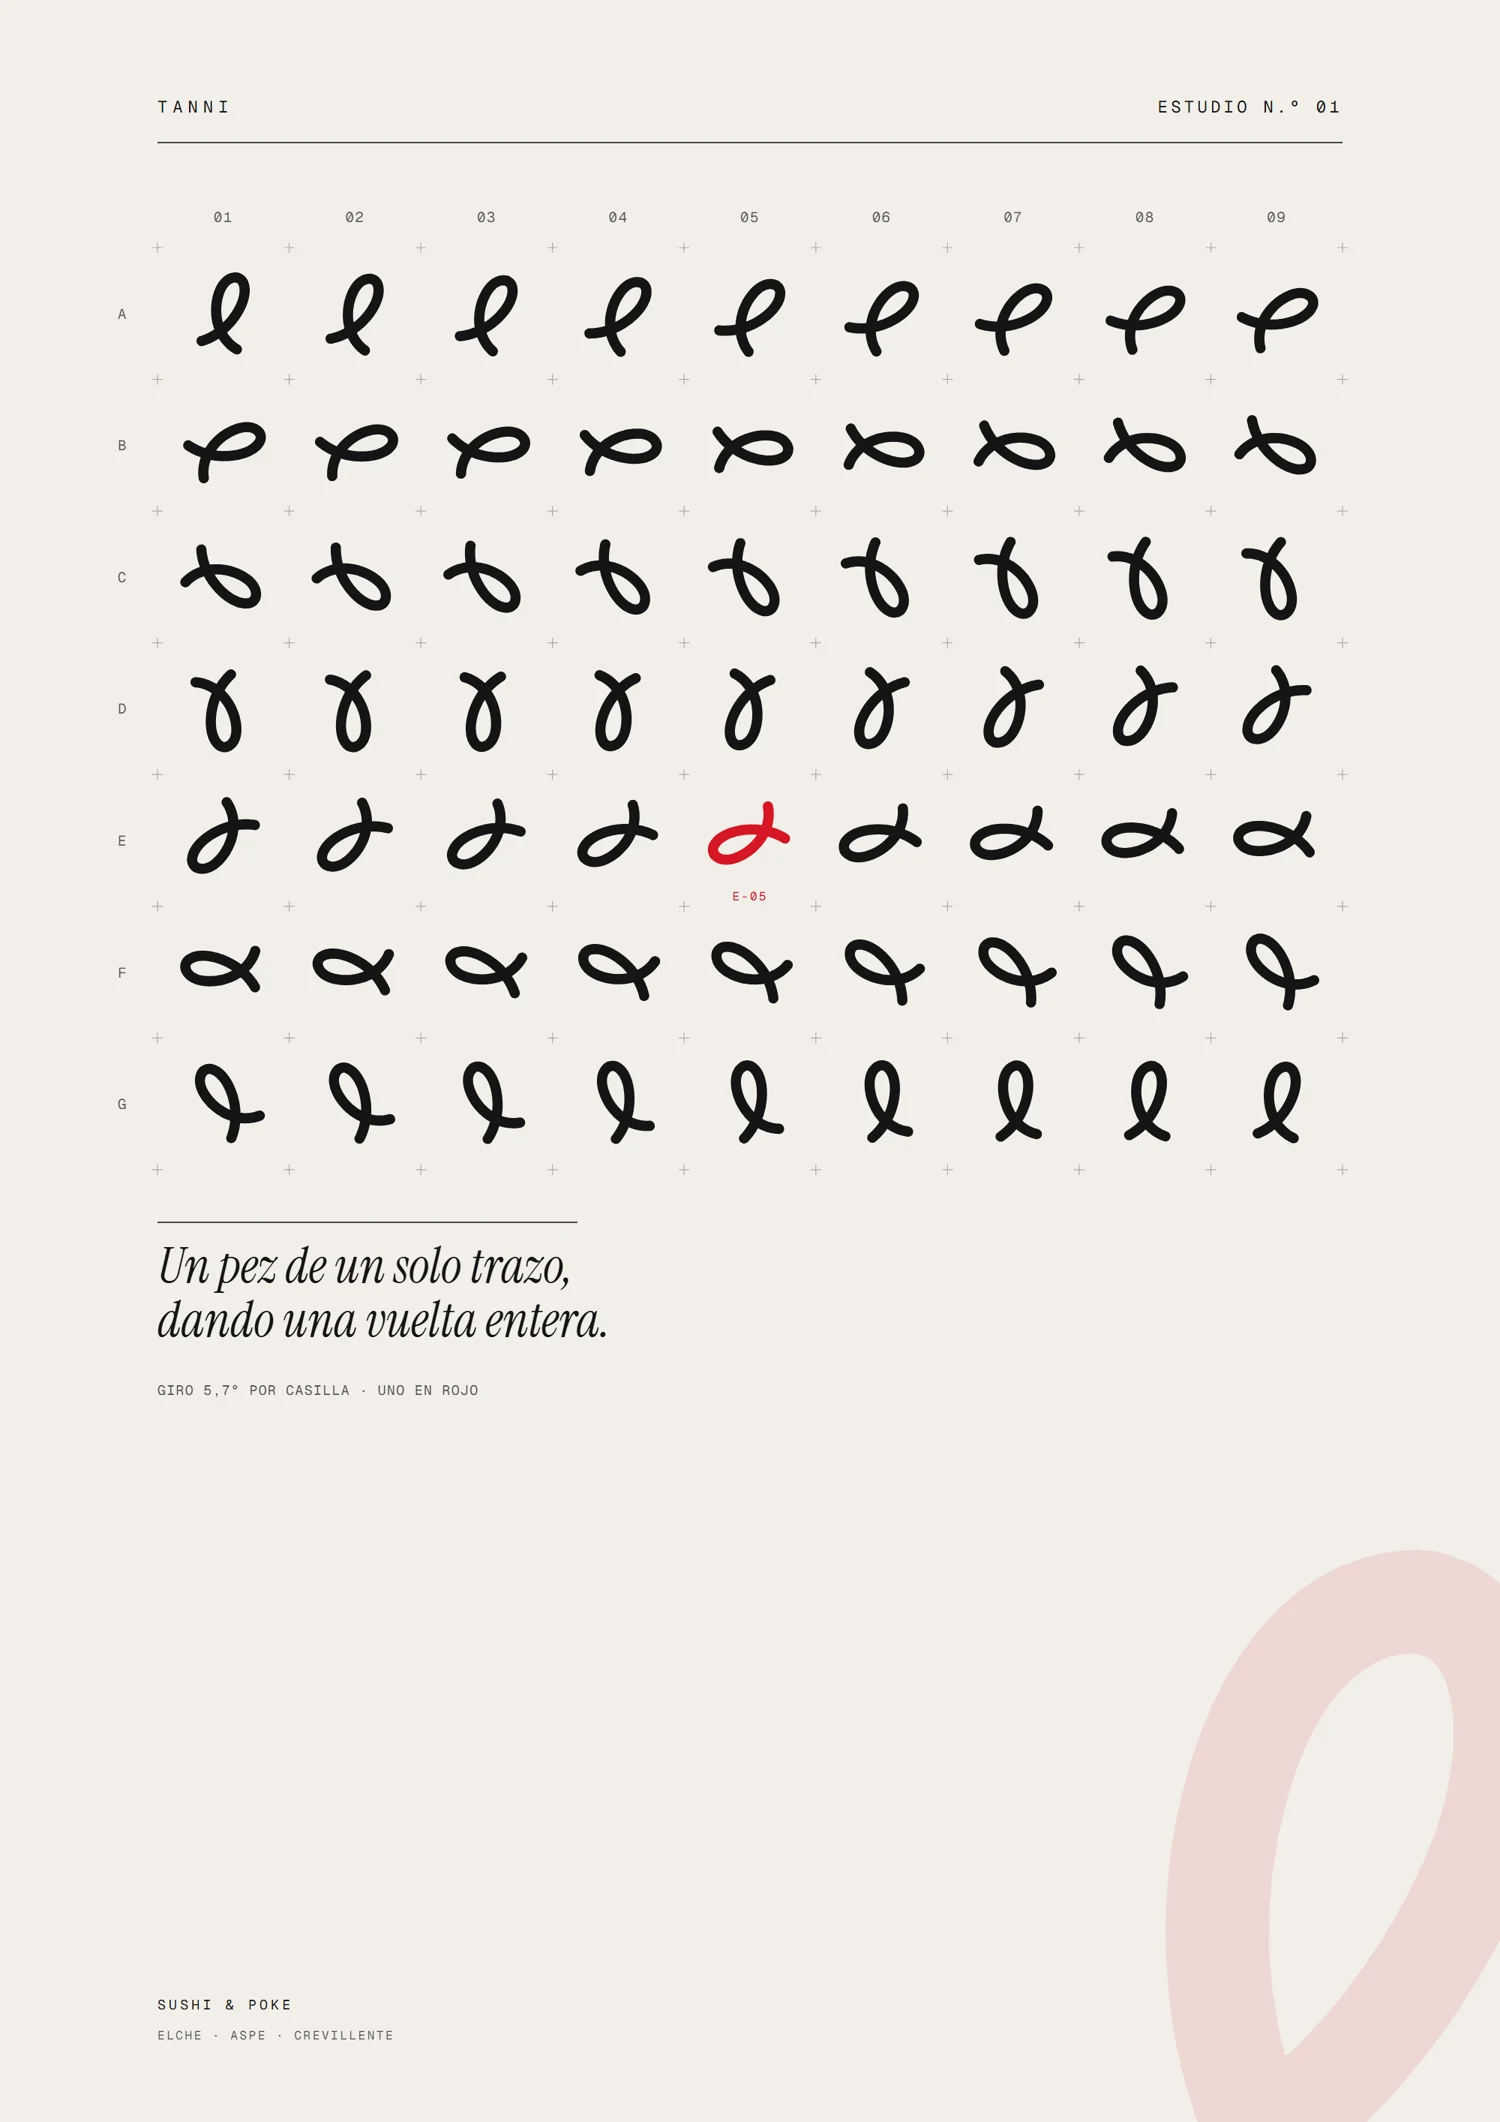 TANNI
ESTUDIO N.º 01
01 02 03 04 05 06 07 08 09
A
B
C
D
E
E-05
F
G
Un pez de un solo trazo,
dando una vuelta entera.
GIRO 5,7° POR CASILLA · UNO EN ROJO
SUSHI & POKE
ELCHE · ASPE · CREVILLENTE